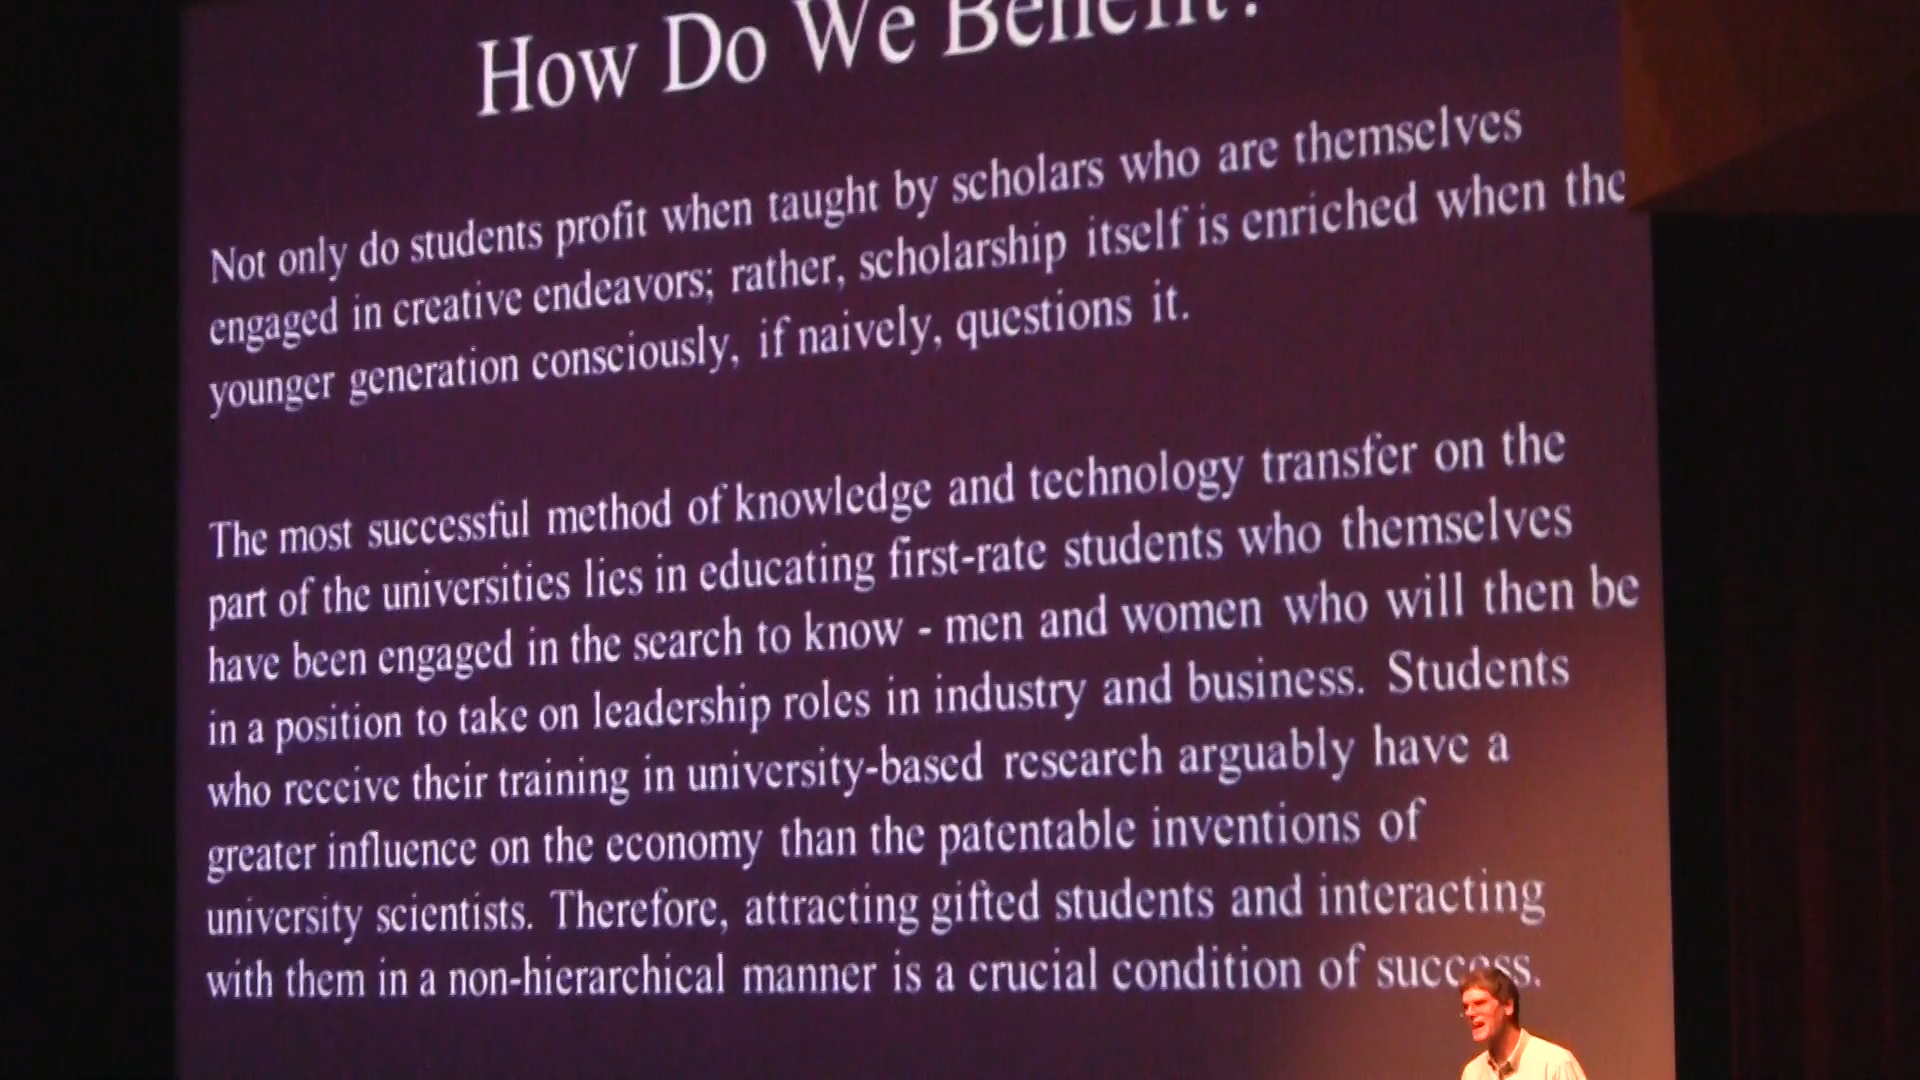 How Do We Benefit?
Not only do students profit when taught by scholars who are themselves
engaged in creative endeavors; rather, scholarship itself is enriched when the
younger generation consciously, if naively, questions it.
The most successful method of knowledge and technology transfer on the
part of the universities lies in educating first-rate students who themselves
have been engaged in the search to know - men and women who will then be
in a position to take on leadership roles in industry and business. Students
who receive their training in university-based research arguably have a
greater influence on the economy than the patentable inventions of
university scientists. Therefore, attracting gifted students and interacting
with them in a non-hierarchical manner is a crucial condition of success.